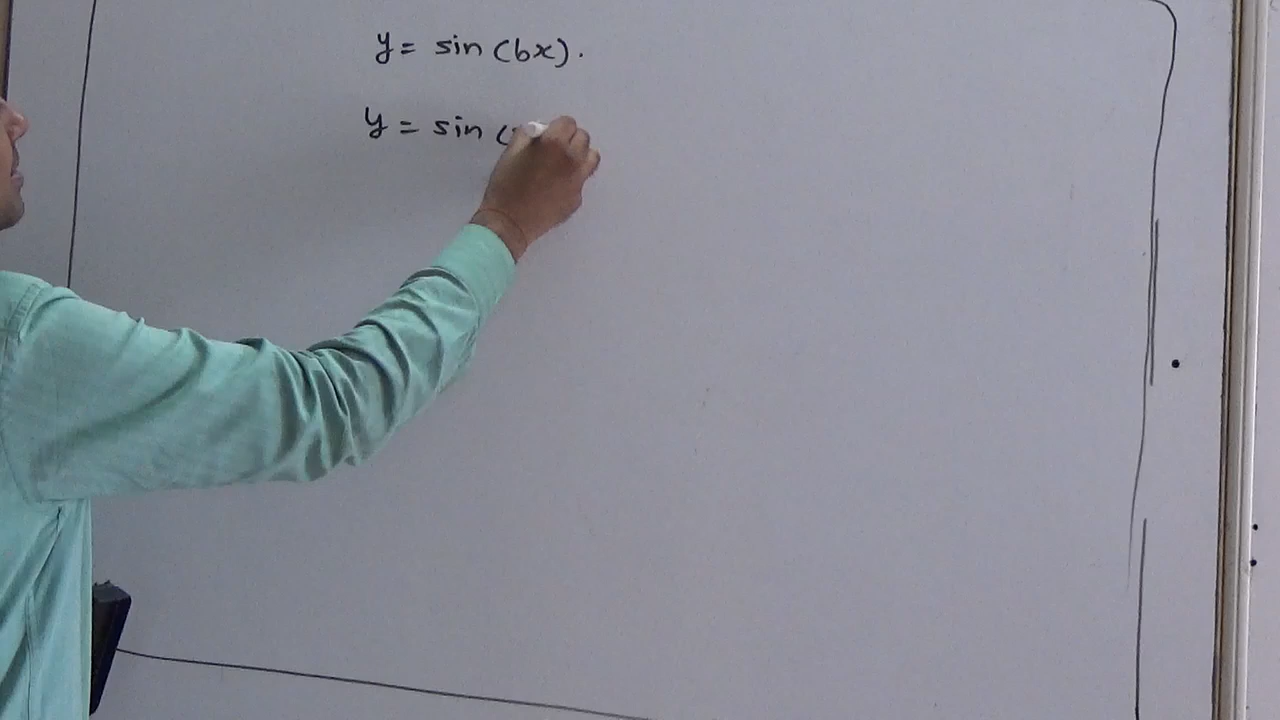 y = sin (bx).
y = sin (